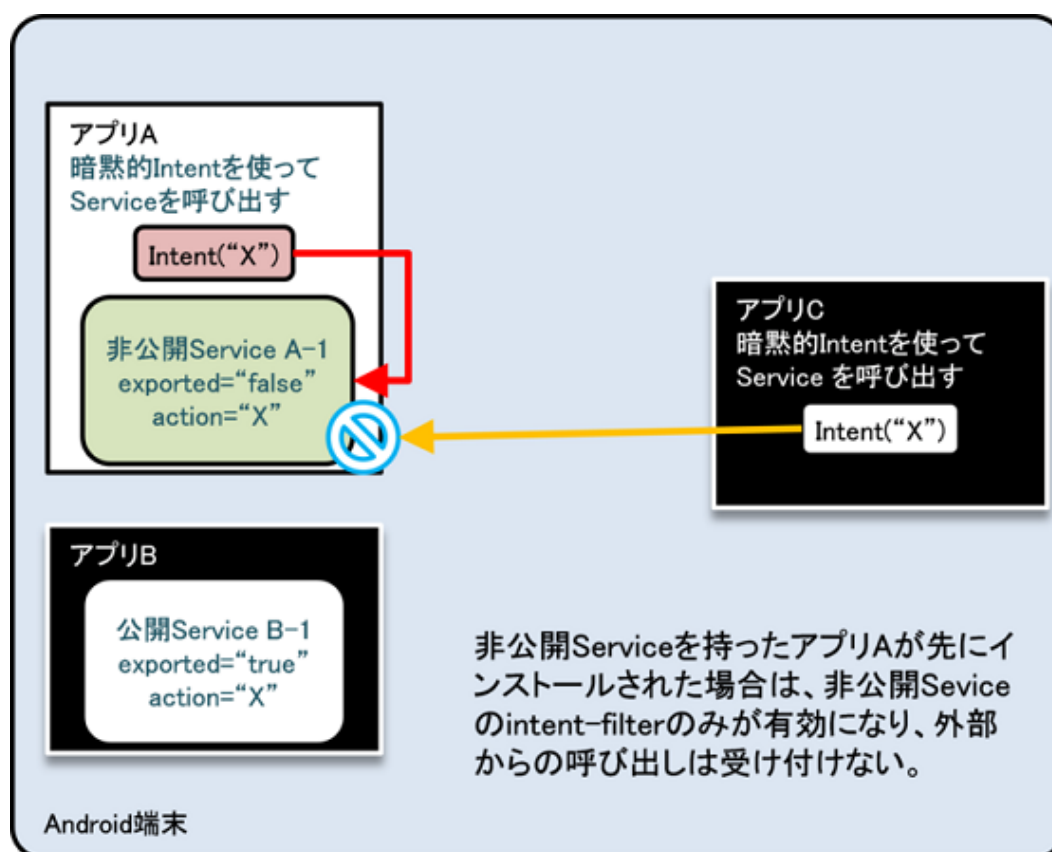 アプリA
暗黙的Intentを使って
Serviceを呼び出す
Intent(“X”)
非公開Service A-1
exported=“false”
action=“X”
アプリC
暗黙的Intentを使って
Service を呼び出す
Intent(“X”)
アプリB
公開Service B-1
exported=“true”
action=“X”
非公開Serviceを持ったアプリAが先にイ
ンストールされた場合は、非公開Sevice
のintent-filterのみが有効になり、外部
からの呼び出しは受け付けない。
Android端末